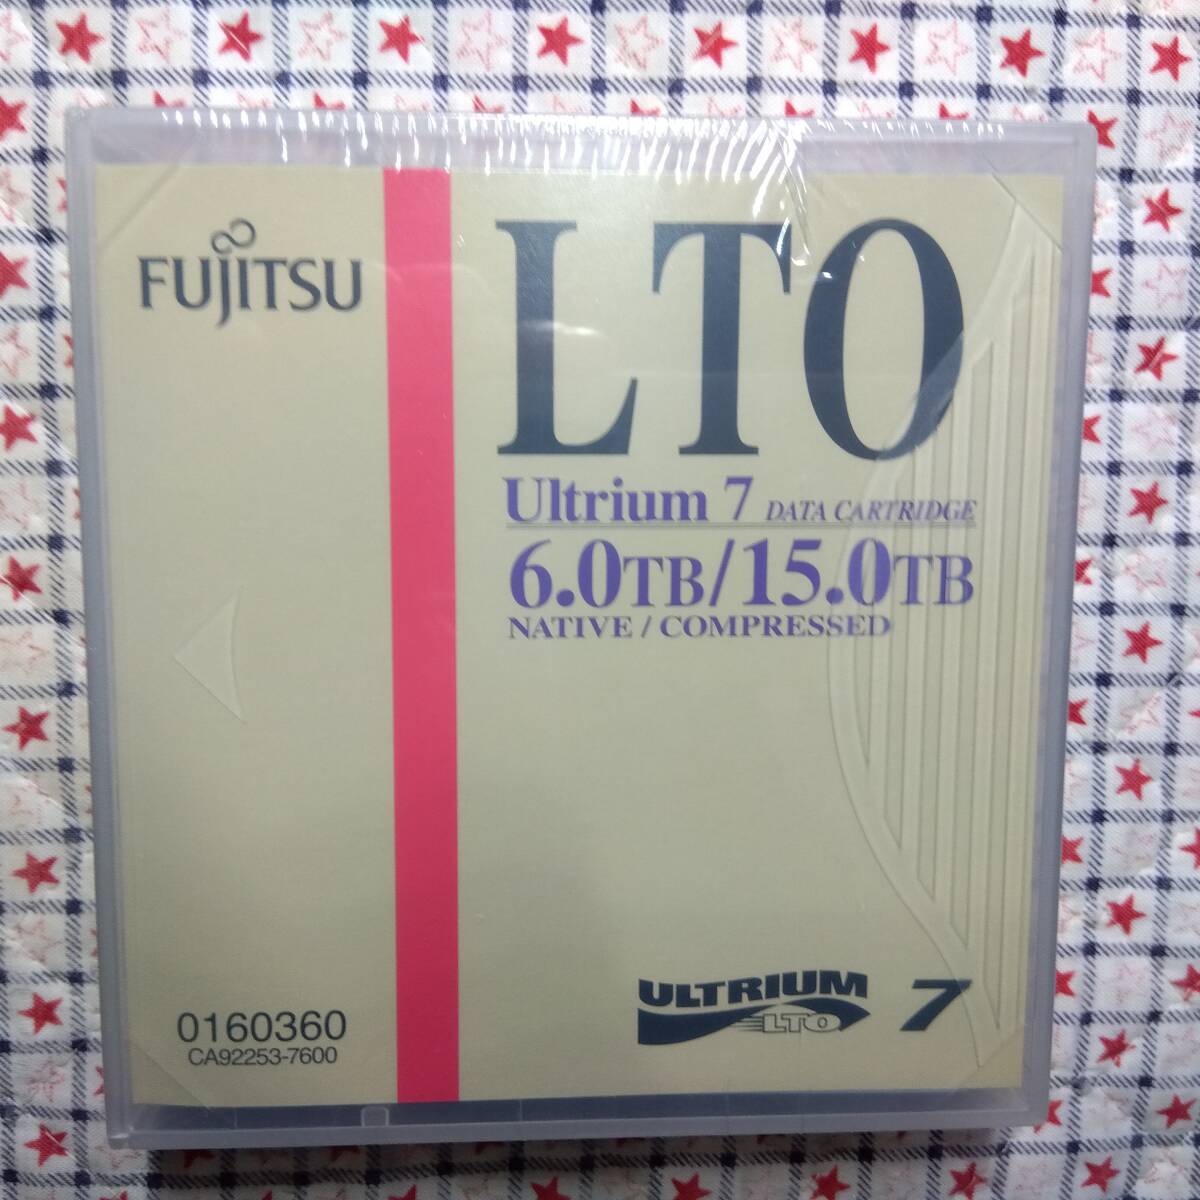 FUJITSU
LTO
Ultrium 7 DATA CARTRIDGE
6.0TB/15.0TB
NATIVE / COMPRESSED
ULTRIUM
LTO
7
0160360
CA92253-7600